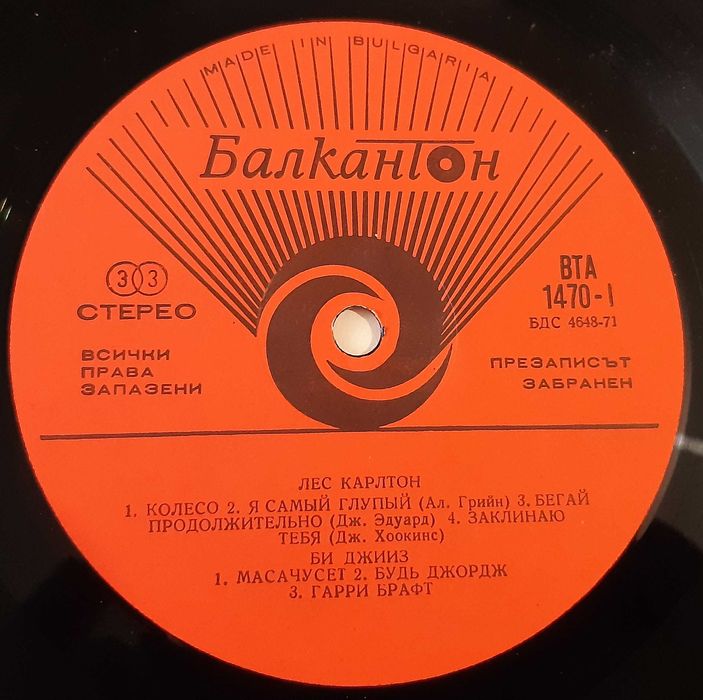 MADE IN BULGARIA
Балкантон
33
СТЕРЕО
ВТА
1470-I
БДС 4648-71
ВСИЧКИ
ПРАВА
ЗАПАЗЕНИ
ПРЕЗАПИСЪТ
ЗАБРАНЕН
ЛЕС КАРЛТОН
1. КОЛЕСО 2. Я САМЫЙ ГЛУПЫЙ (Ал. Грийн) 3. БЕГАЙ
ПРОДОЛЖИТЕЛЬНО (Дж. Эдуард) 4. ЗАКЛИНАЮ
ТЕБЯ (Дж. Хоокинс)
БИ ДЖИИЗ
1. МАСАЧУСЕТ 2. БУДЬ ДЖОРДЖ
3. ГАРРИ БРАФТ